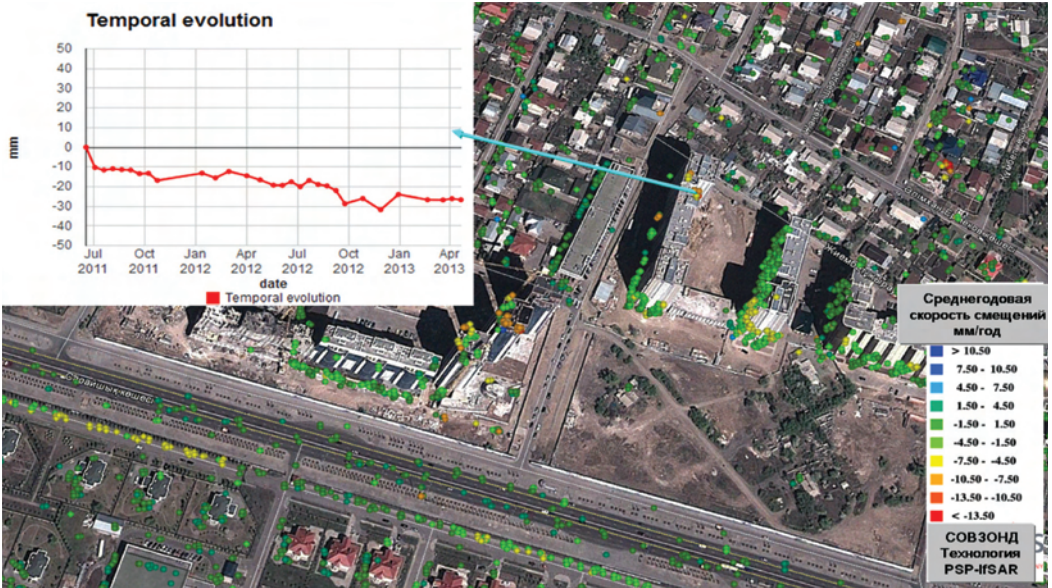 Temporal evolution
50
40
30
20
10
0
-10
-20
-30
-40
-50
mm
Jul Oct Jan Apr Jul Oct Jan Apr
2011 2011 2012 2012 2012 2012 2013 2013
date
Temporal evolution
Сарайшық көшесі
Среднегодовая
скорость смещений
мм/год
> 10.50
7.50 - 10.50
4.50 - 7.50
1.50 - 4.50
-1.50 - 1.50
-4.50 - -1.50
-7.50 - -4.50
-10.50 - -7.50
-13.50 - -10.50
< -13.50
СОВЗОНД
Технология
PSP-IfSAR